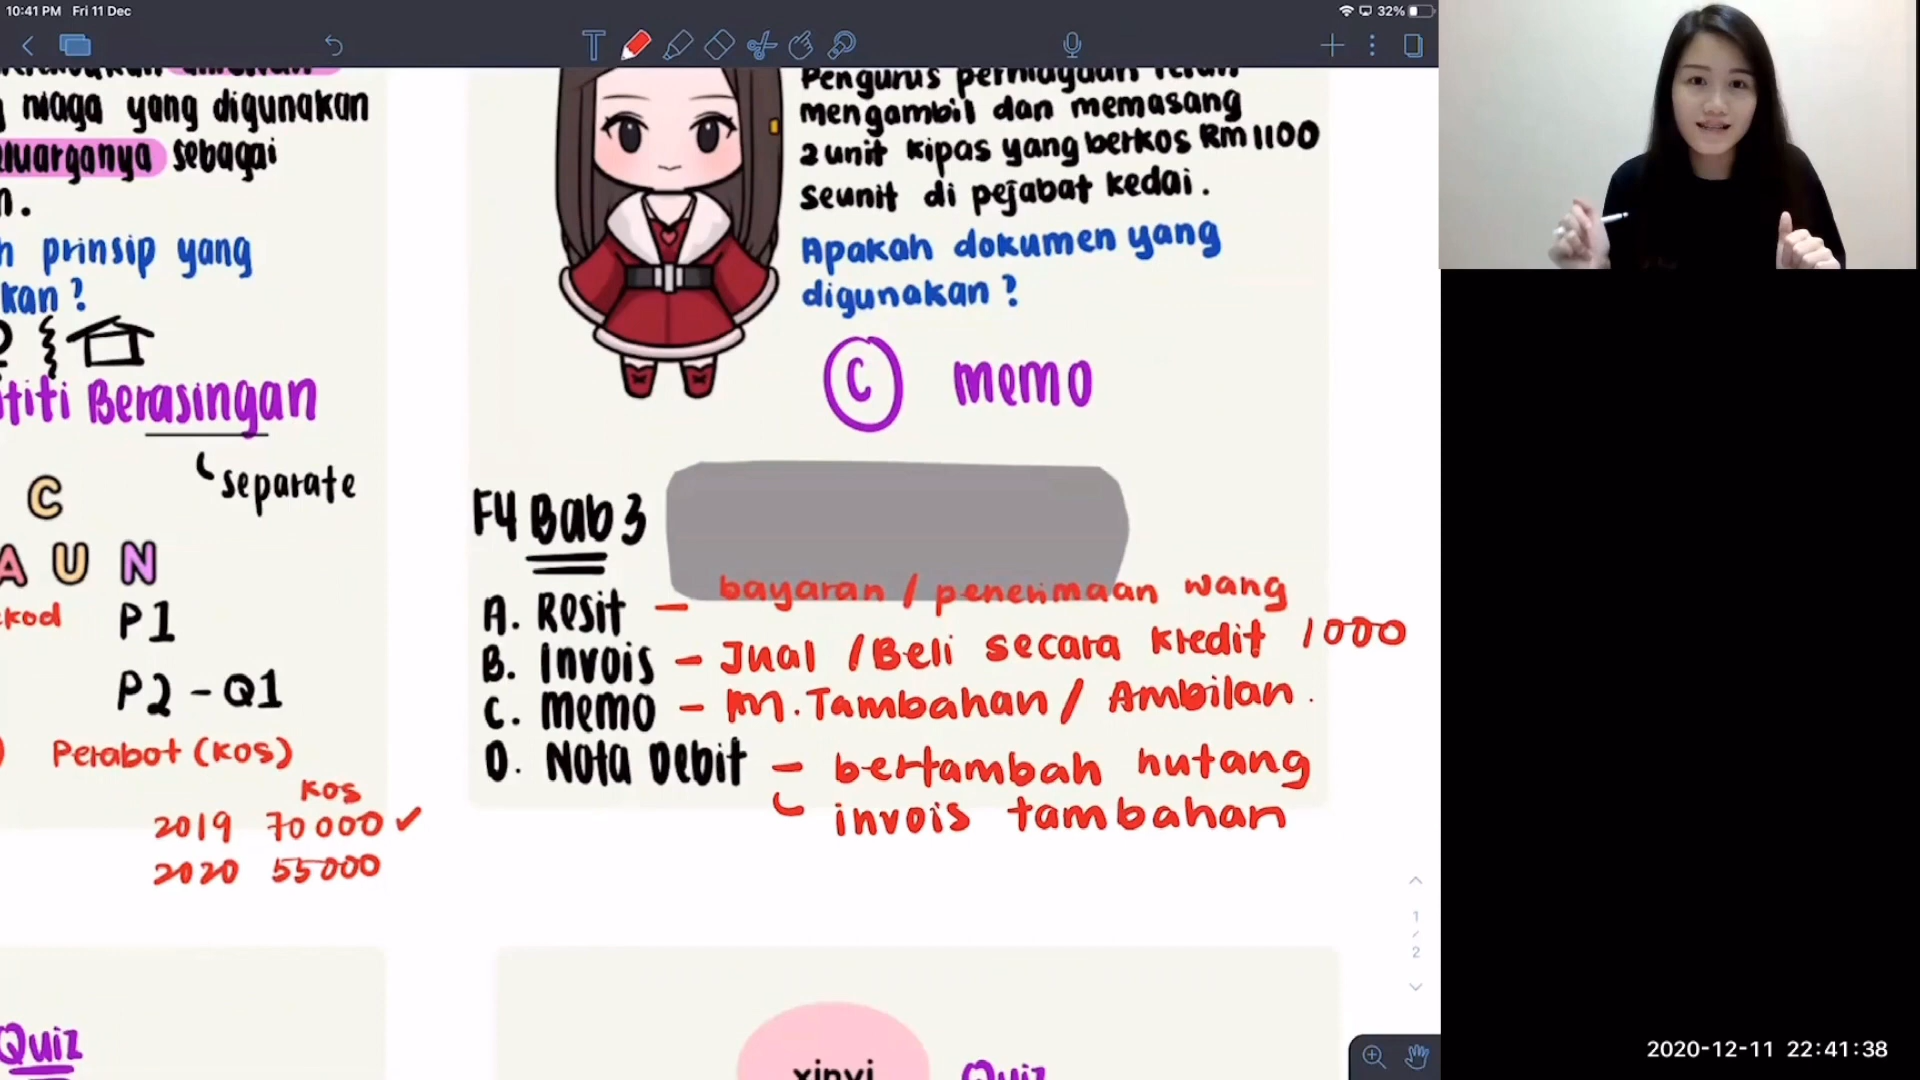 10:41 PM Fri 11 Dec
32%
niaga yang digunakan
sebagai
prinsip yang
kan?
Berasingan
separate
C
A U N
P1
P2 - Q1
Perabot (kos)
kos
2019 70 000 ✓
2020 55000
Quiz
Pengurus perniagaan telah
mengambil dan memasang
2 unit kipas yang berkos RM 1100
seunit di pejabat kedai.
Apakah dokumen yang
digunakan?
C memo
F4 Bab 3
A. Resit - bayaran / penerimaan wang
B. Invois - Jual / Beli secara kredit 1000
C. memo - M. Tambahan / Ambilan.
D. Nota Debit - bertambah hutang
invois tambahan
1
/
2
xinyi
Quiz
2020-12-11 22:41:38